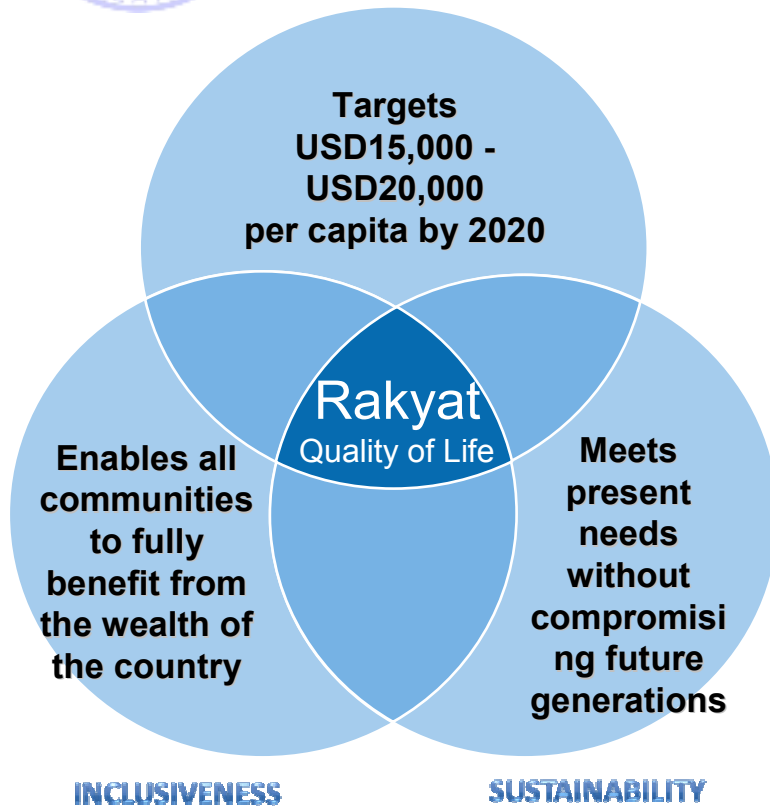 Targets
USD15,000 -
USD20,000
per capita by 2020
Rakyat
Quality of Life
Enables all
communities
to fully
benefit from
the wealth of
the country
Meets
present
needs
without
compromisi
ng future
generations
INCLUSIVENESS
SUSTAINABILITY